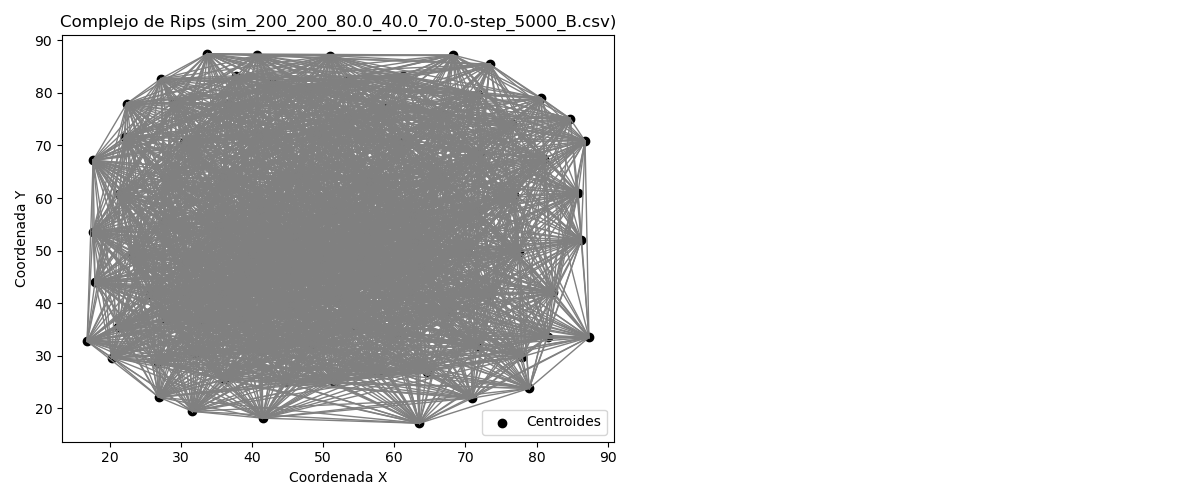 Complejo de Rips (sim_200_200_80.0_40.0_70.0-step_5000_B.csv)
90
80
70
60
50
40
30
20
Coordenada Y
Centroides
20 30 40 50 60 70 80 90
Coordenada X